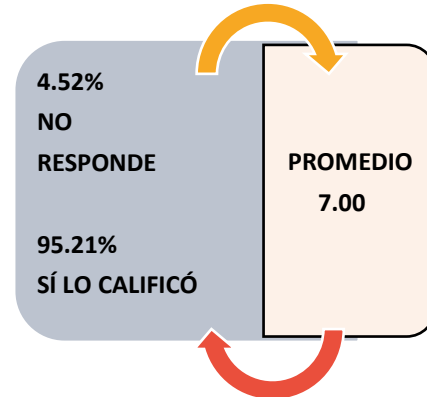 4.52%
NO
RESPONDE
95.21%
SÍ LO CALIFICÓ
PROMEDIO
7.00